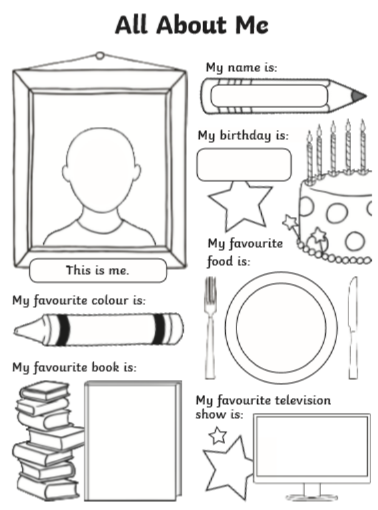 All About Me
My name is:
My birthday is:
This is me.
My favourite
food is:
My favourite colour is:
My favourite book is:
My favourite television
show is: